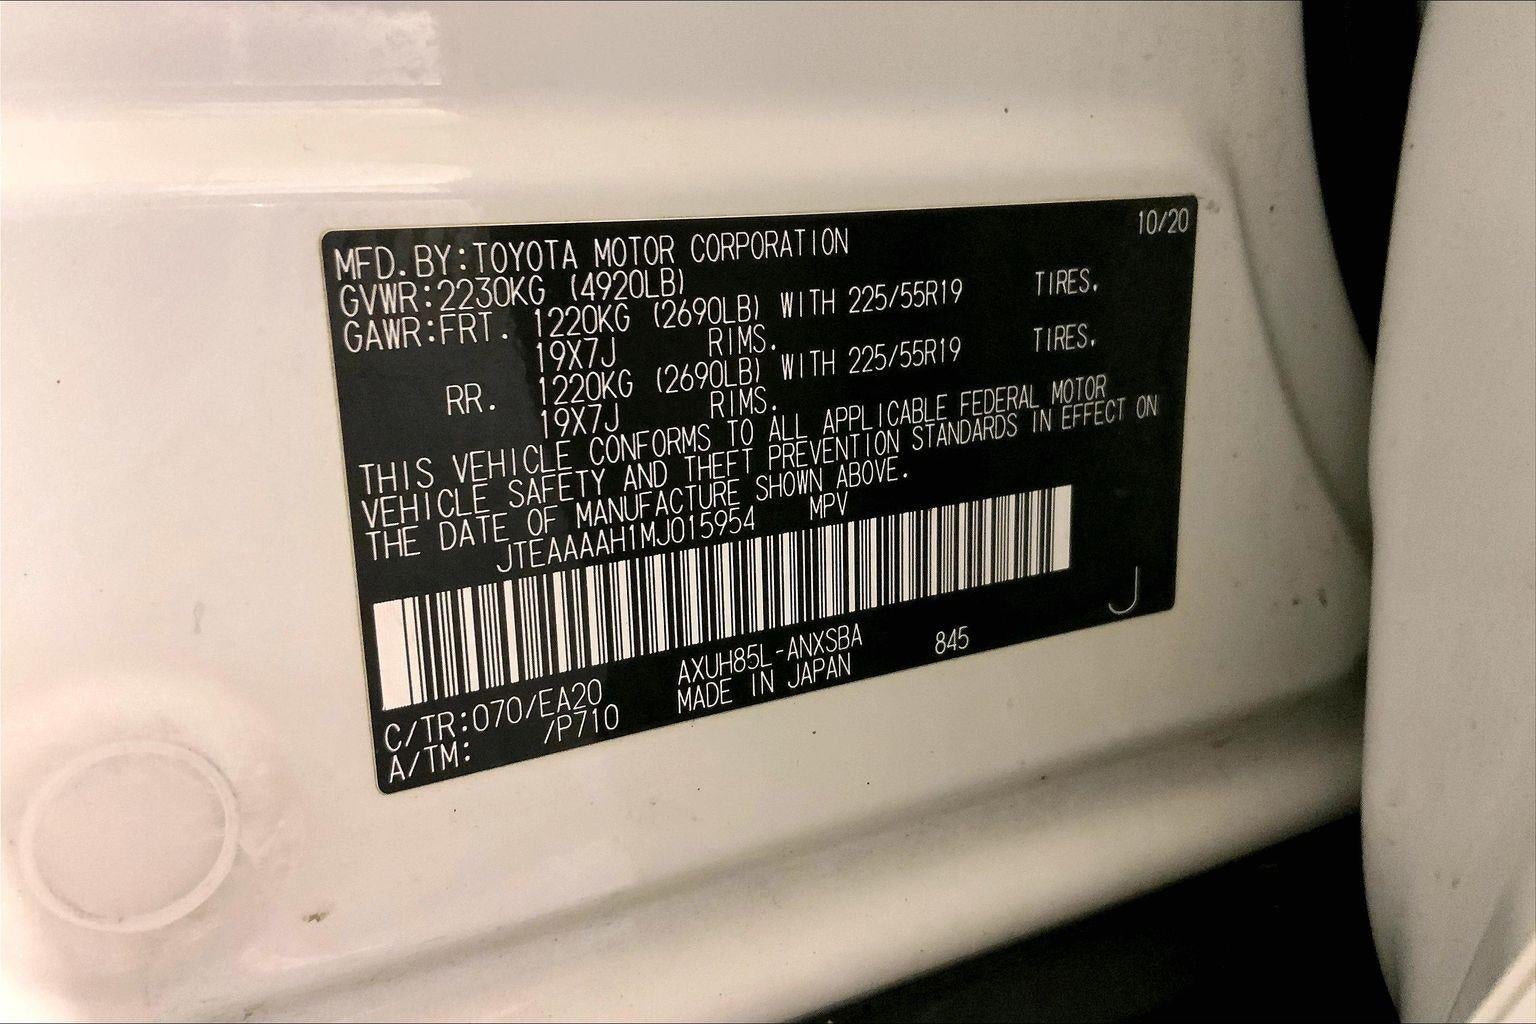 10/20
MFD.BY:TOYOTA MOTOR CORPORATION
GVWR:2230KG (4920LB)
GAWR:FRT. 1220KG (2690LB) WITH 225/55R19 TIRES,
19X7J RIMS.
RR. 1220KG (2690LB) WITH 225/55R19 TIRES,
19X7J RIMS.
THIS VEHICLE CONFORMS TO ALL APPLICABLE FEDERAL MOTOR
VEHICLE SAFETY AND THEFT PREVENTION STANDARDS IN EFFECT ON
THE DATE OF MANUFACTURE SHOWN ABOVE.
JTEAAAAH1MJ015954 MPV
C/TR:070/EA20 AXUH85L-ANXSBA 845
A/TM: /P710 MADE IN JAPAN
J